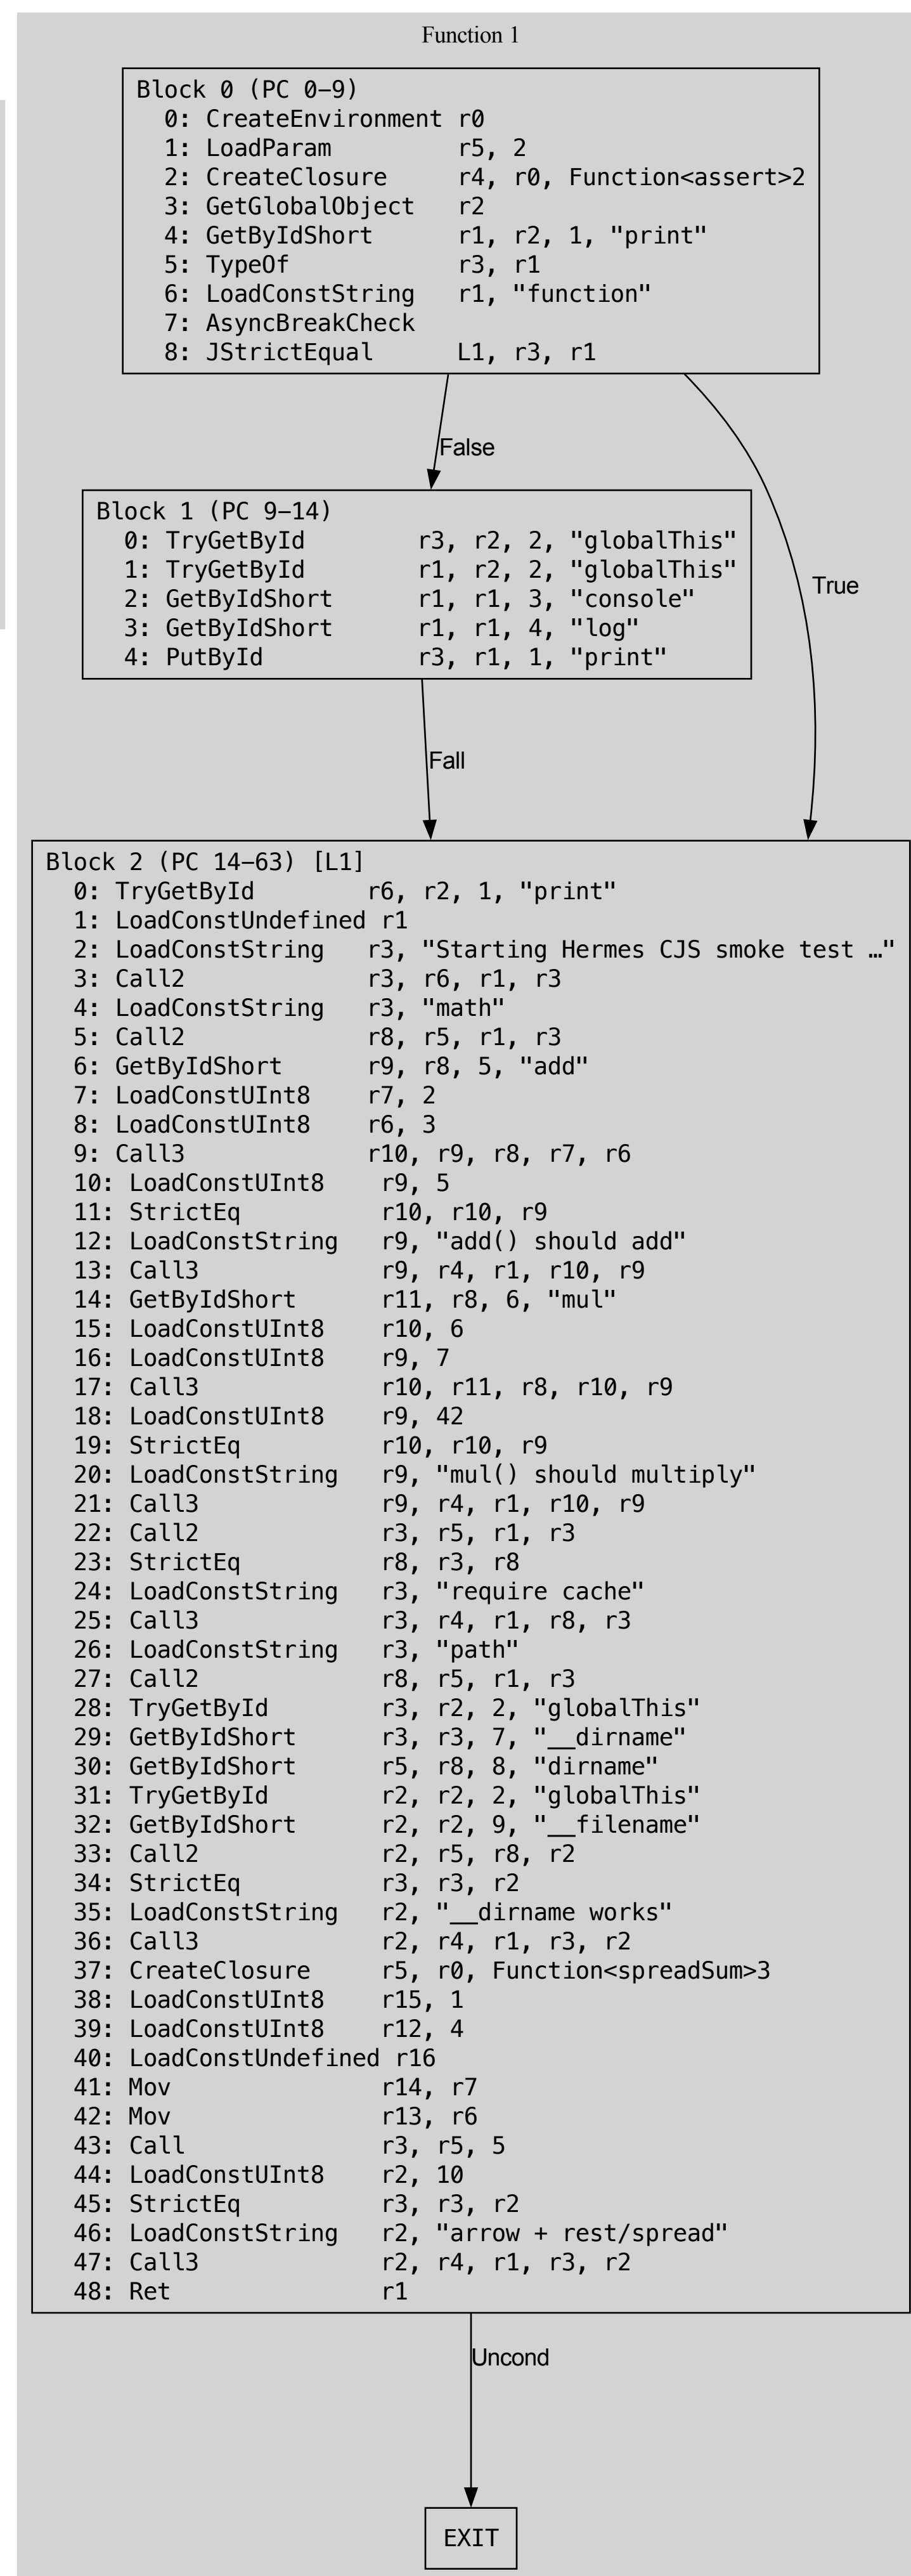 Function 1
Block 0 (PC 0–9)
0: CreateEnvironment r0
1: LoadParam r5, 2
2: CreateClosure r4, r0, Function<assert>2
3: GetGlobalObject r2
4: GetByIdShort r1, r2, 1, "print"
5: TypeOf r3, r1
6: LoadConstString r1, "function"
7: AsyncBreakCheck
8: JStrictEqual L1, r3, r1
False
Block 1 (PC 9–14)
0: TryGetById r3, r2, 2, "globalThis"
1: TryGetById r1, r2, 2, "globalThis"
2: GetByIdShort r1, r1, 3, "console"
3: GetByIdShort r1, r1, 4, "log"
4: PutById r3, r1, 1, "print"
True
Fall
Block 2 (PC 14–63) [L1]
0: TryGetById r6, r2, 1, "print"
1: LoadConstUndefined r1
2: LoadConstString r3, "Starting Hermes CJS smoke test …"
3: Call2 r3, r6, r1, r3
4: LoadConstString r3, "math"
5: Call2 r8, r5, r1, r3
6: GetByIdShort r9, r8, 5, "add"
7: LoadConstUInt8 r7, 2
8: LoadConstUInt8 r6, 3
9: Call3 r10, r9, r8, r7, r6
10: LoadConstUInt8 r9, 5
11: StrictEq r10, r10, r9
12: LoadConstString r9, "add() should add"
13: Call3 r9, r4, r1, r10, r9
14: GetByIdShort r11, r8, 6, "mul"
15: LoadConstUInt8 r10, 6
16: LoadConstUInt8 r9, 7
17: Call3 r10, r11, r8, r10, r9
18: LoadConstUInt8 r9, 42
19: StrictEq r10, r10, r9
20: LoadConstString r9, "mul() should multiply"
21: Call3 r9, r4, r1, r10, r9
22: Call2 r3, r5, r1, r3
23: StrictEq r8, r3, r8
24: LoadConstString r3, "require cache"
25: Call3 r3, r4, r1, r8, r3
26: LoadConstString r3, "path"
27: Call2 r8, r5, r1, r3
28: TryGetById r3, r2, 2, "globalThis"
29: GetByIdShort r3, r3, 7, "__dirname"
30: GetByIdShort r5, r8, 8, "dirname"
31: TryGetById r2, r2, 2, "globalThis"
32: GetByIdShort r2, r2, 9, "__filename"
33: Call2 r2, r5, r8, r2
34: StrictEq r3, r3, r2
35: LoadConstString r2, "__dirname works"
36: Call3 r2, r4, r1, r3, r2
37: CreateClosure r5, r0, Function<spreadSum>3
38: LoadConstUInt8 r15, 1
39: LoadConstUInt8 r12, 4
40: LoadConstUndefined r16
41: Mov r14, r7
42: Mov r13, r6
43: Call r3, r5, 5
44: LoadConstUInt8 r2, 10
45: StrictEq r3, r3, r2
46: LoadConstString r2, "arrow + rest/spread"
47: Call3 r2, r4, r1, r3, r2
48: Ret r1
Uncond
EXIT